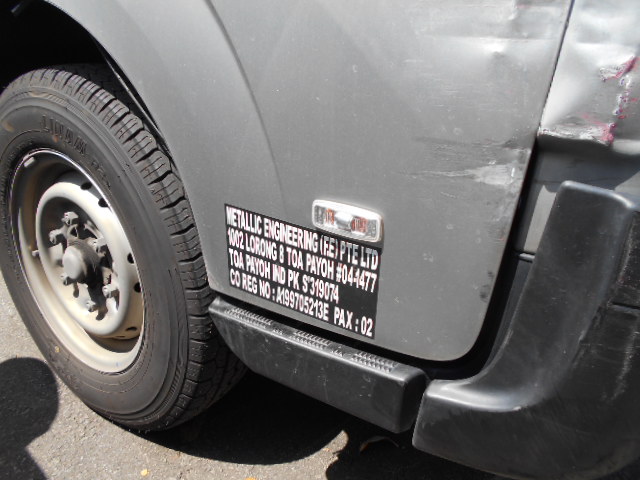 METALLIC ENGINEERING (EE) PTE LTD
1002 LORONG 8 TOA PAYOH #04-1477
TOA PAYOH IND PK S'319074
CO REG NO : A199705213E PAX : 02